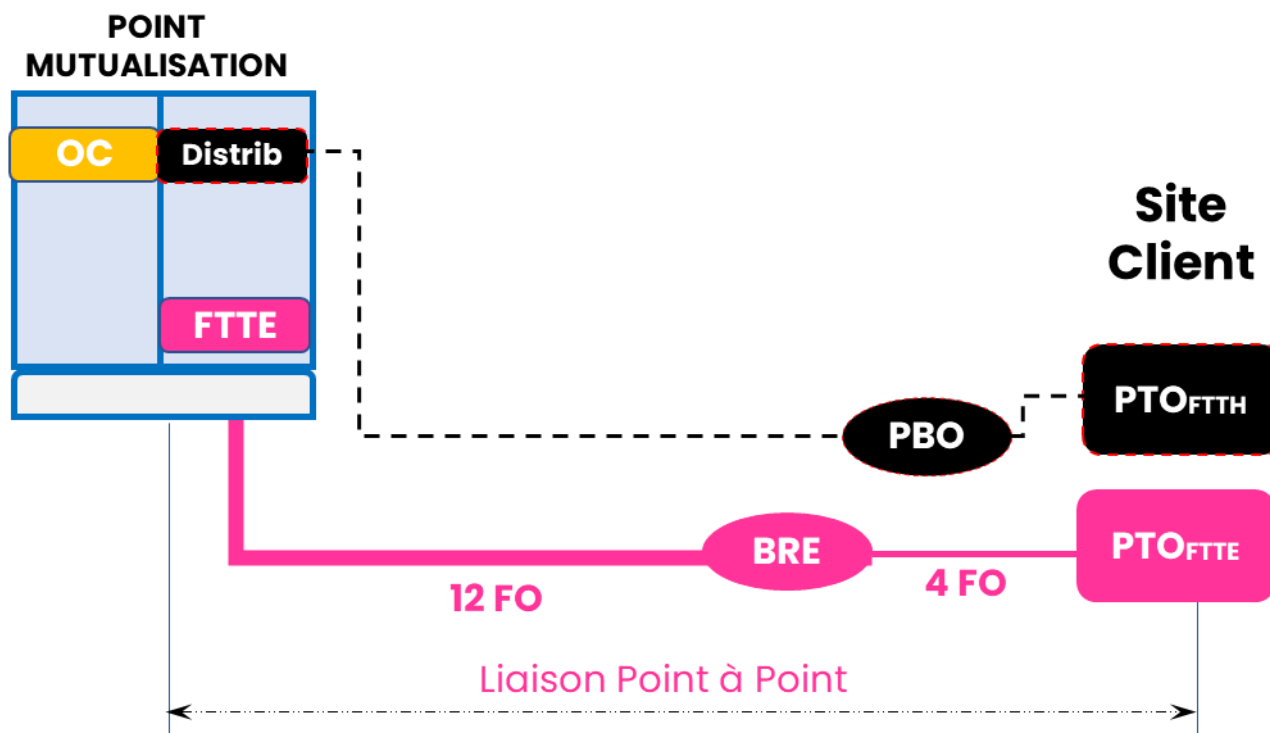 POINT
MUTUALISATION
OC
Distrib
FTTE
Site
Client
PTOFTTH
PBO
PTOFTTE
BRE
12 FO
4 FO
Liaison Point à Point